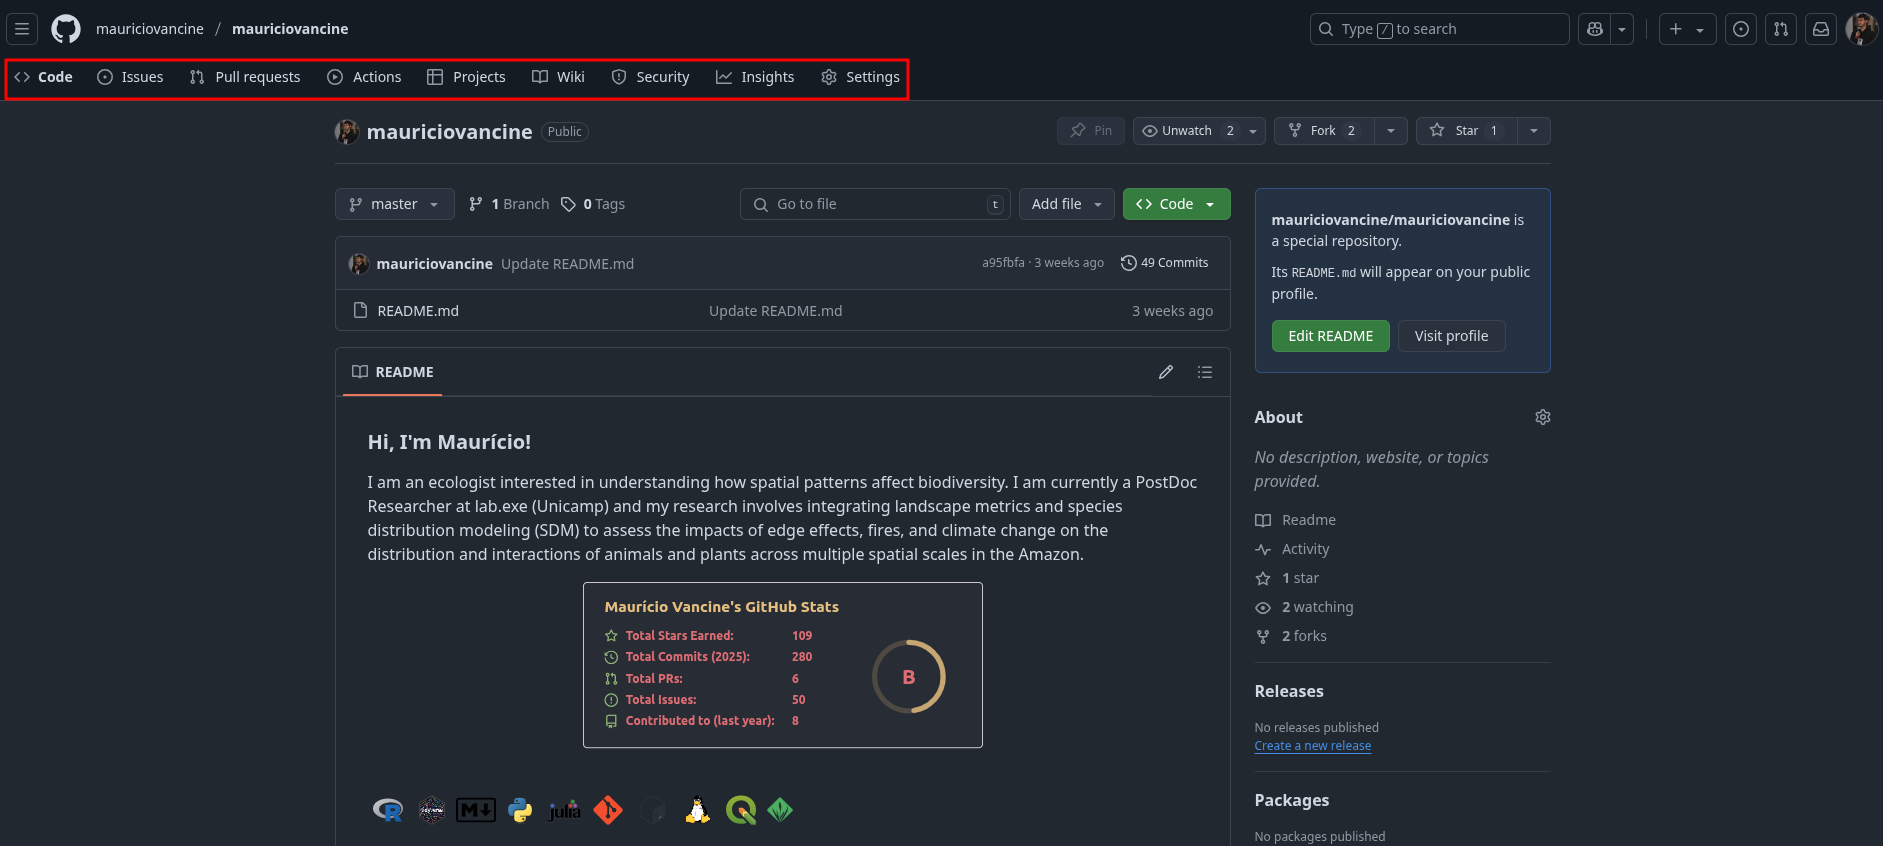 mauriciovancine / mauriciovancine
Type / to search
Code Issues Pull requests Actions Projects Wiki Security Insights Settings
mauriciovancine Public
Pin Unwatch 2 Fork 2 Star 1
master 1 Branch 0 Tags
Go to file t Add file Code
mauriciovancine Update README.md a95fbfa · 3 weeks ago 49 Commits
README.md Update README.md 3 weeks ago
README
Hi, I'm Maurício!
I am an ecologist interested in understanding how spatial patterns affect biodiversity. I am currently a PostDoc
Researcher at lab.exe (Unicamp) and my research involves integrating landscape metrics and species
distribution modeling (SDM) to assess the impacts of edge effects, fires, and climate change on the
distribution and interactions of animals and plants across multiple spatial scales in the Amazon.
Maurício Vancine's GitHub Stats
Total Stars Earned: 109
Total Commits (2025): 280
Total PRs: 6
Total Issues: 50
Contributed to (last year): 8
B
R
M
julia
mauriciovancine/mauriciovancine is
a special repository.
Its README.md will appear on your public
profile.
Edit README Visit profile
About
No description, website, or topics
provided.
Readme
Activity
1 star
2 watching
2 forks
Releases
No releases published
Create a new release
Packages
No packages published